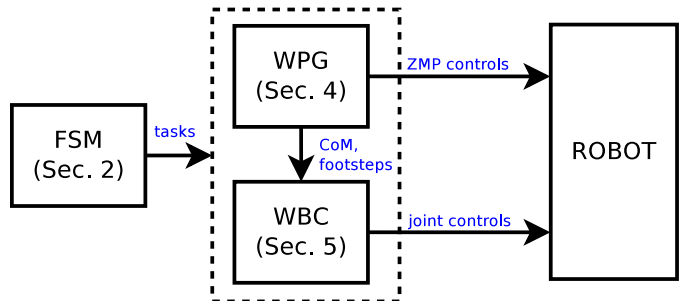 FSM
(Sec. 2)
tasks
WPG
(Sec. 4)
CoM,
footsteps
WBC
(Sec. 5)
ZMP controls
joint controls
ROBOT